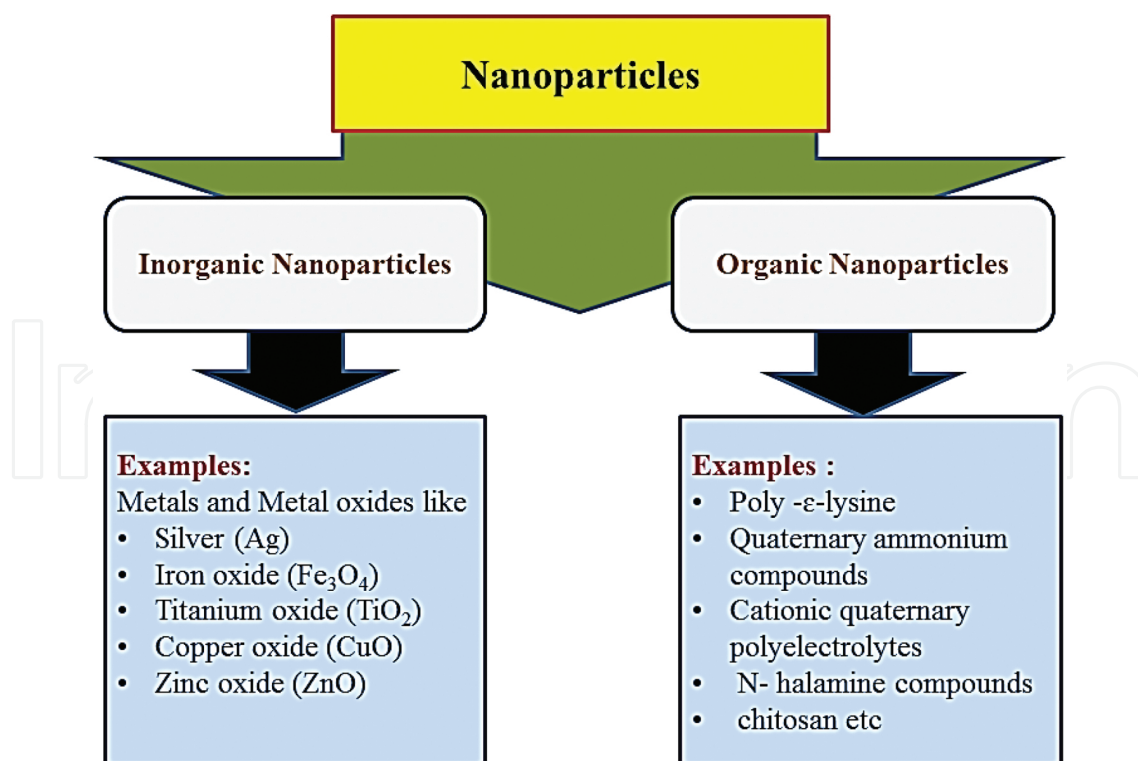 Nanoparticles
Inorganic Nanoparticles
Organic Nanoparticles
Examples:
Metals and Metal oxides like
• Silver (Ag)
• Iron oxide (Fe₃O₄)
• Titanium oxide (TiO₂)
• Copper oxide (CuO)
• Zinc oxide (ZnO)
Examples :
• Poly -ε-lysine
• Quaternary ammonium
compounds
• Cationic quaternary
polyelectrolytes
• N- halamine compounds
• chitosan etc